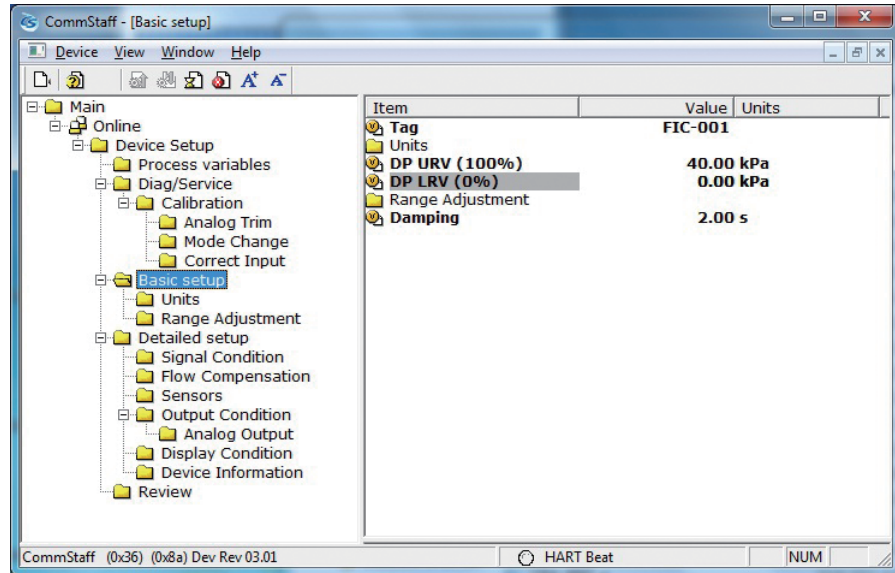 CommStaff - [Basic setup]
Device View Window Help
Main
Online
Device Setup
Process variables
Diag/Service
Calibration
Analog Trim
Mode Change
Correct Input
Basic setup
Units
Range Adjustment
Detailed setup
Signal Condition
Flow Compensation
Sensors
Output Condition
Analog Output
Display Condition
Device Information
Review
Item Value Units
Tag FIC-001
Units
DP URV (100%) 40.00 kPa
DP LRV (0%) 0.00 kPa
Range Adjustment
Damping 2.00 s
CommStaff (0x36) (0x8a) Dev Rev 03.01 HART Beat NUM